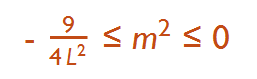 - 9/(4L²) ≤ m² ≤ 0